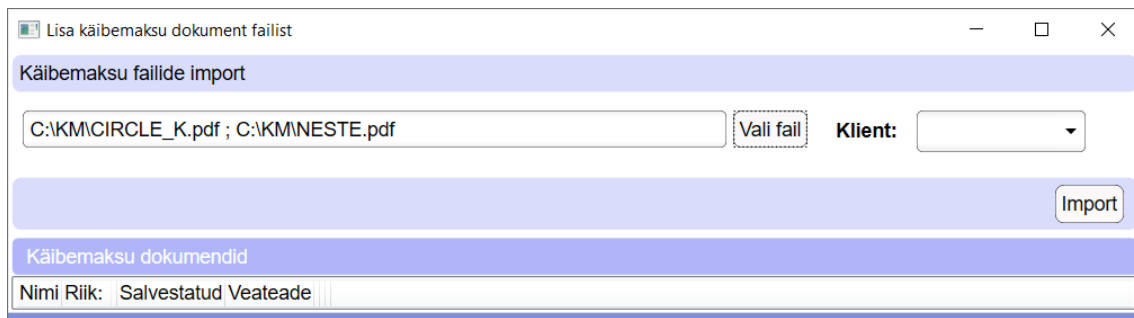 Lisa käibemaksu dokument failist
Käibemaksu failide import
C:\KM\CIRCLE_K.pdf ; C:\KM\NESTE.pdf Vali fail Klient:
Import
Käibemaksu dokumendid
Nimi Riik: Salvestatud Veateade